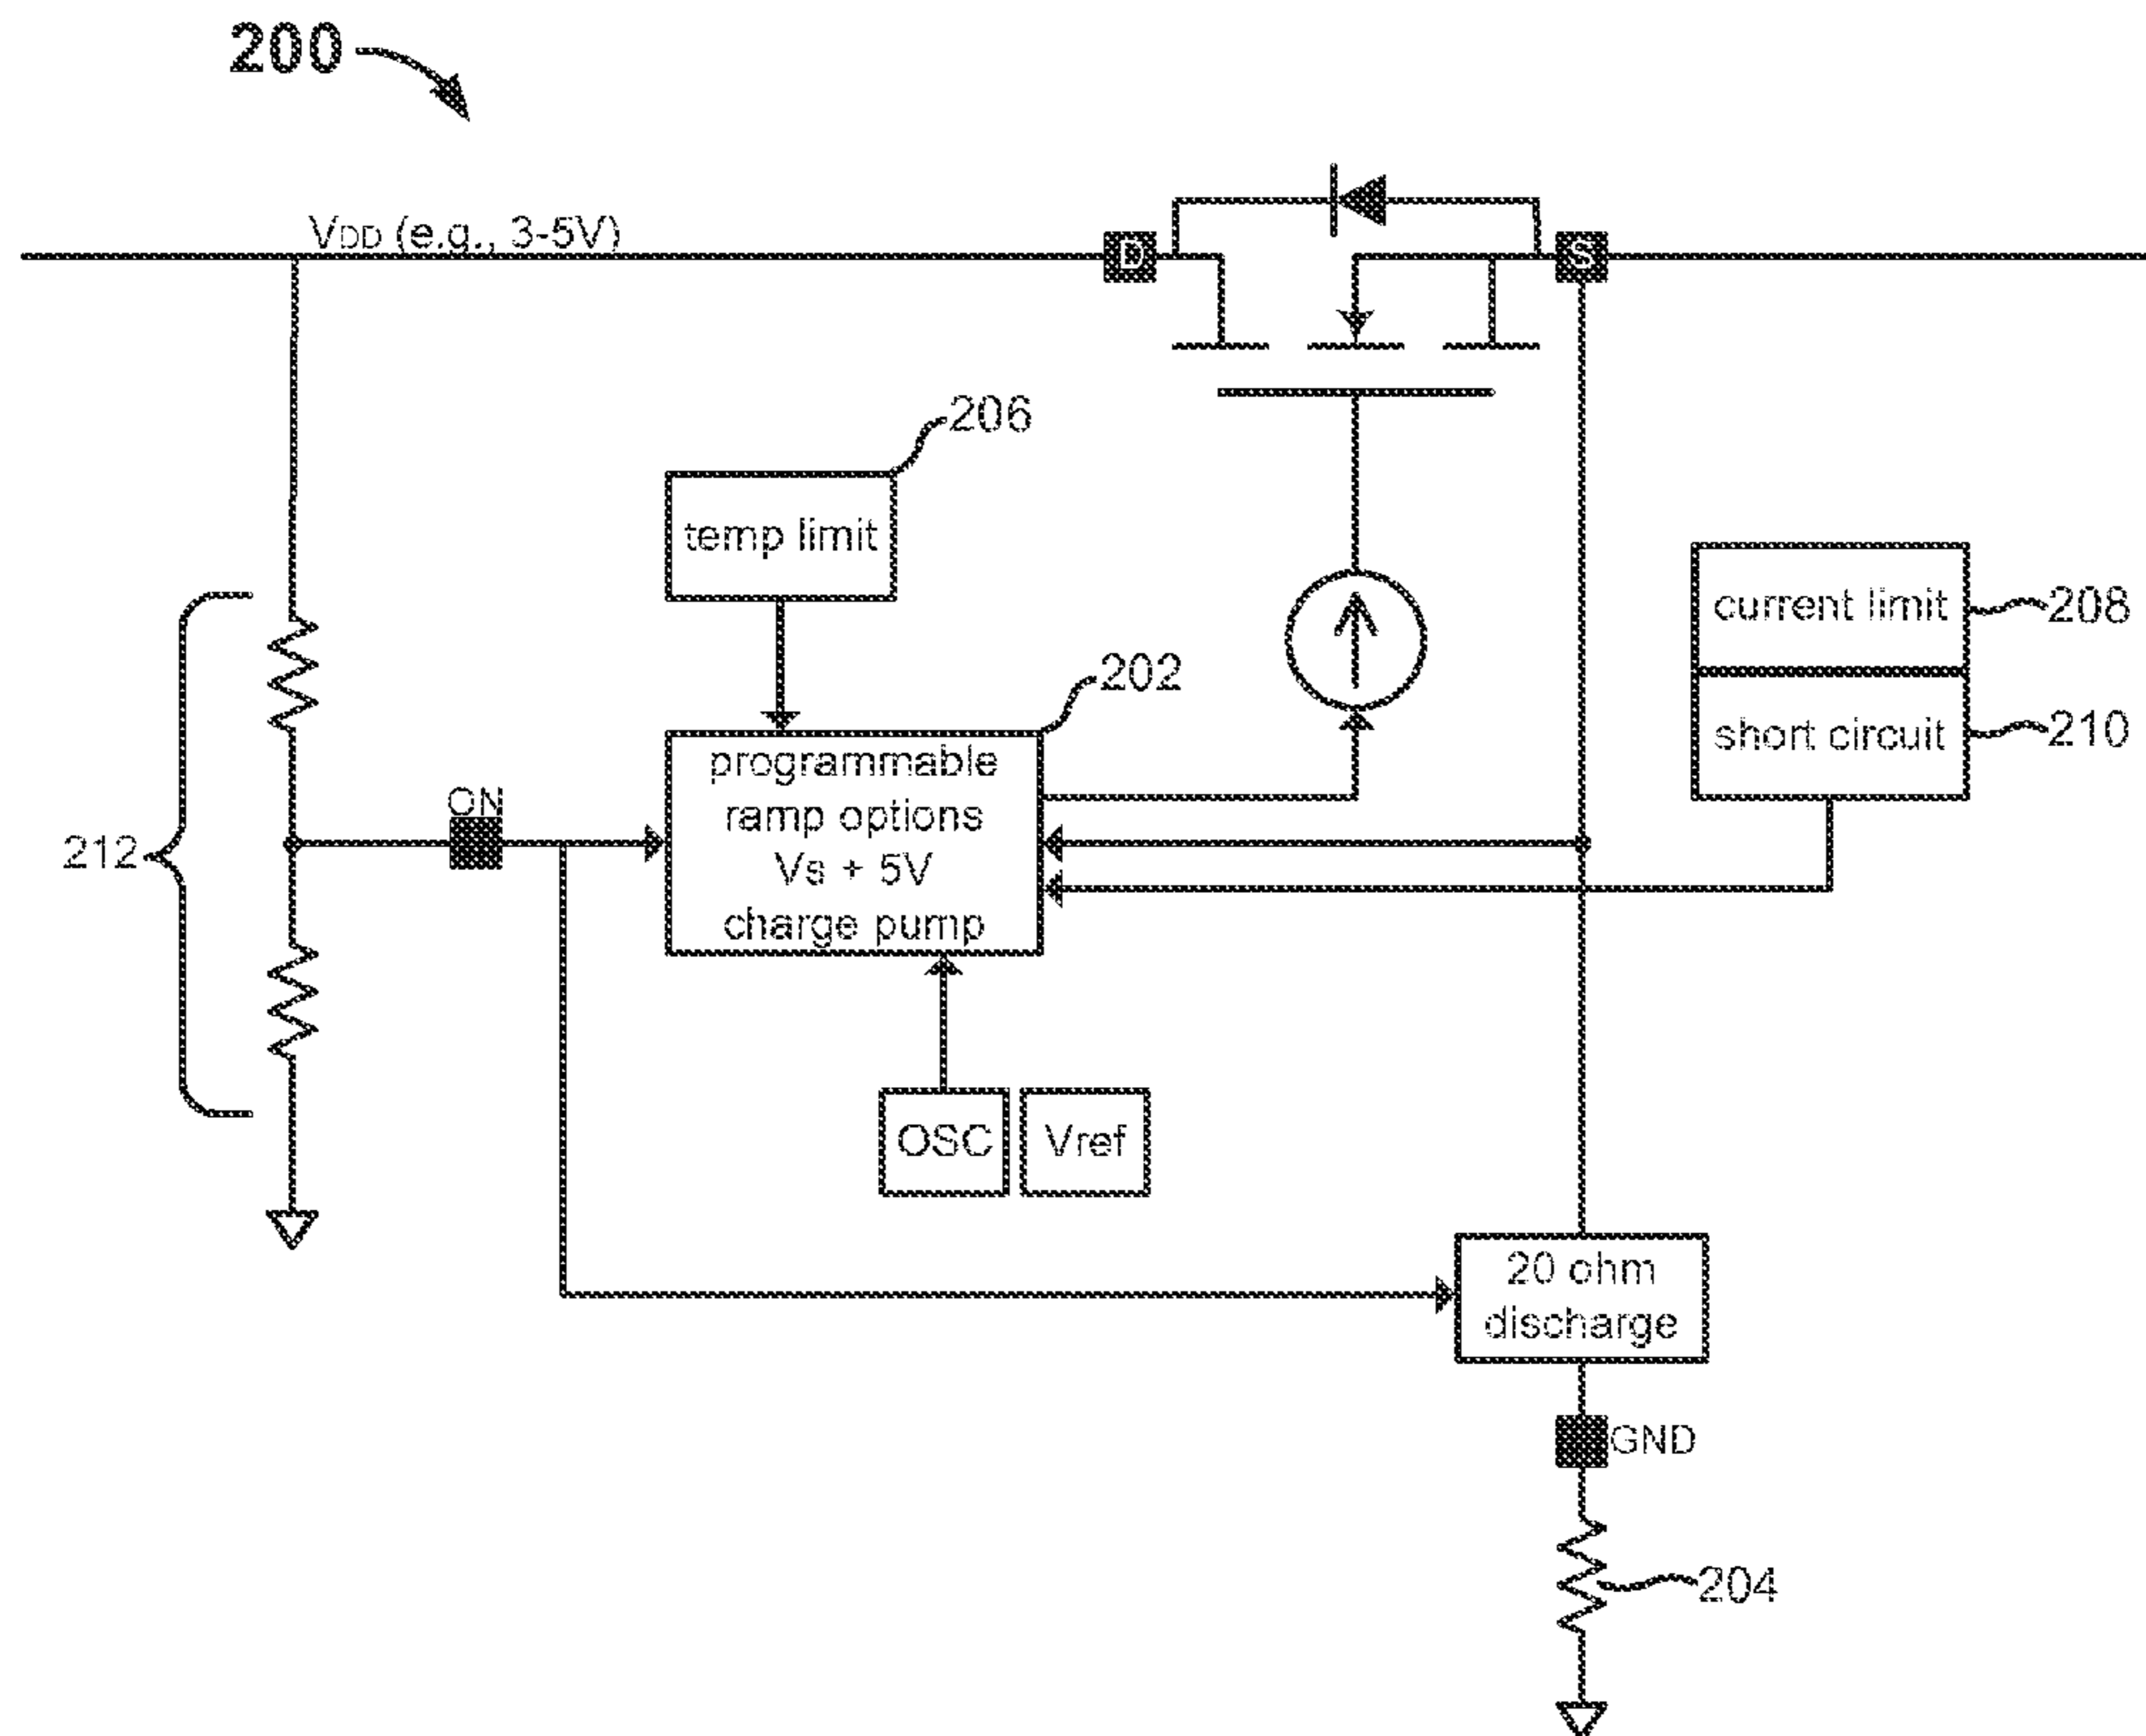 200
VDD (e.g., 3-5V)
D
S
206
temp limit
202
current limit
208
short circuit
210
programmable
ramp options
Vs + 5V
charge pump
ON
212
OSC
Vref
20 ohm
discharge
GND
204